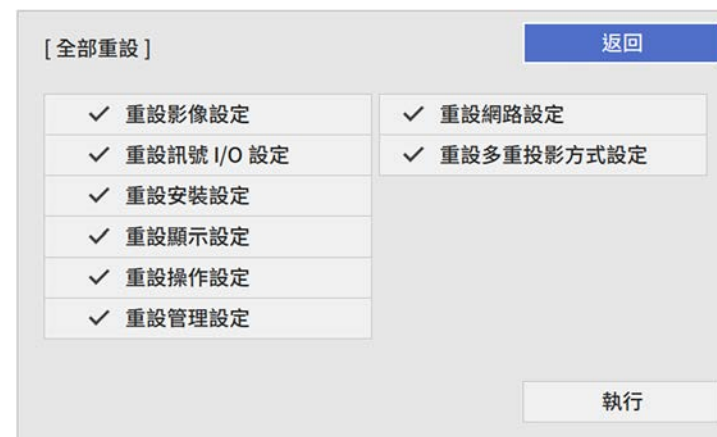 [ 全部重設 ]
返回
重設影像設定
重設訊號 I/O 設定
重設安裝設定
重設顯示設定
重設操作設定
重設管理設定
重設網路設定
重設多重投影方式設定
執行